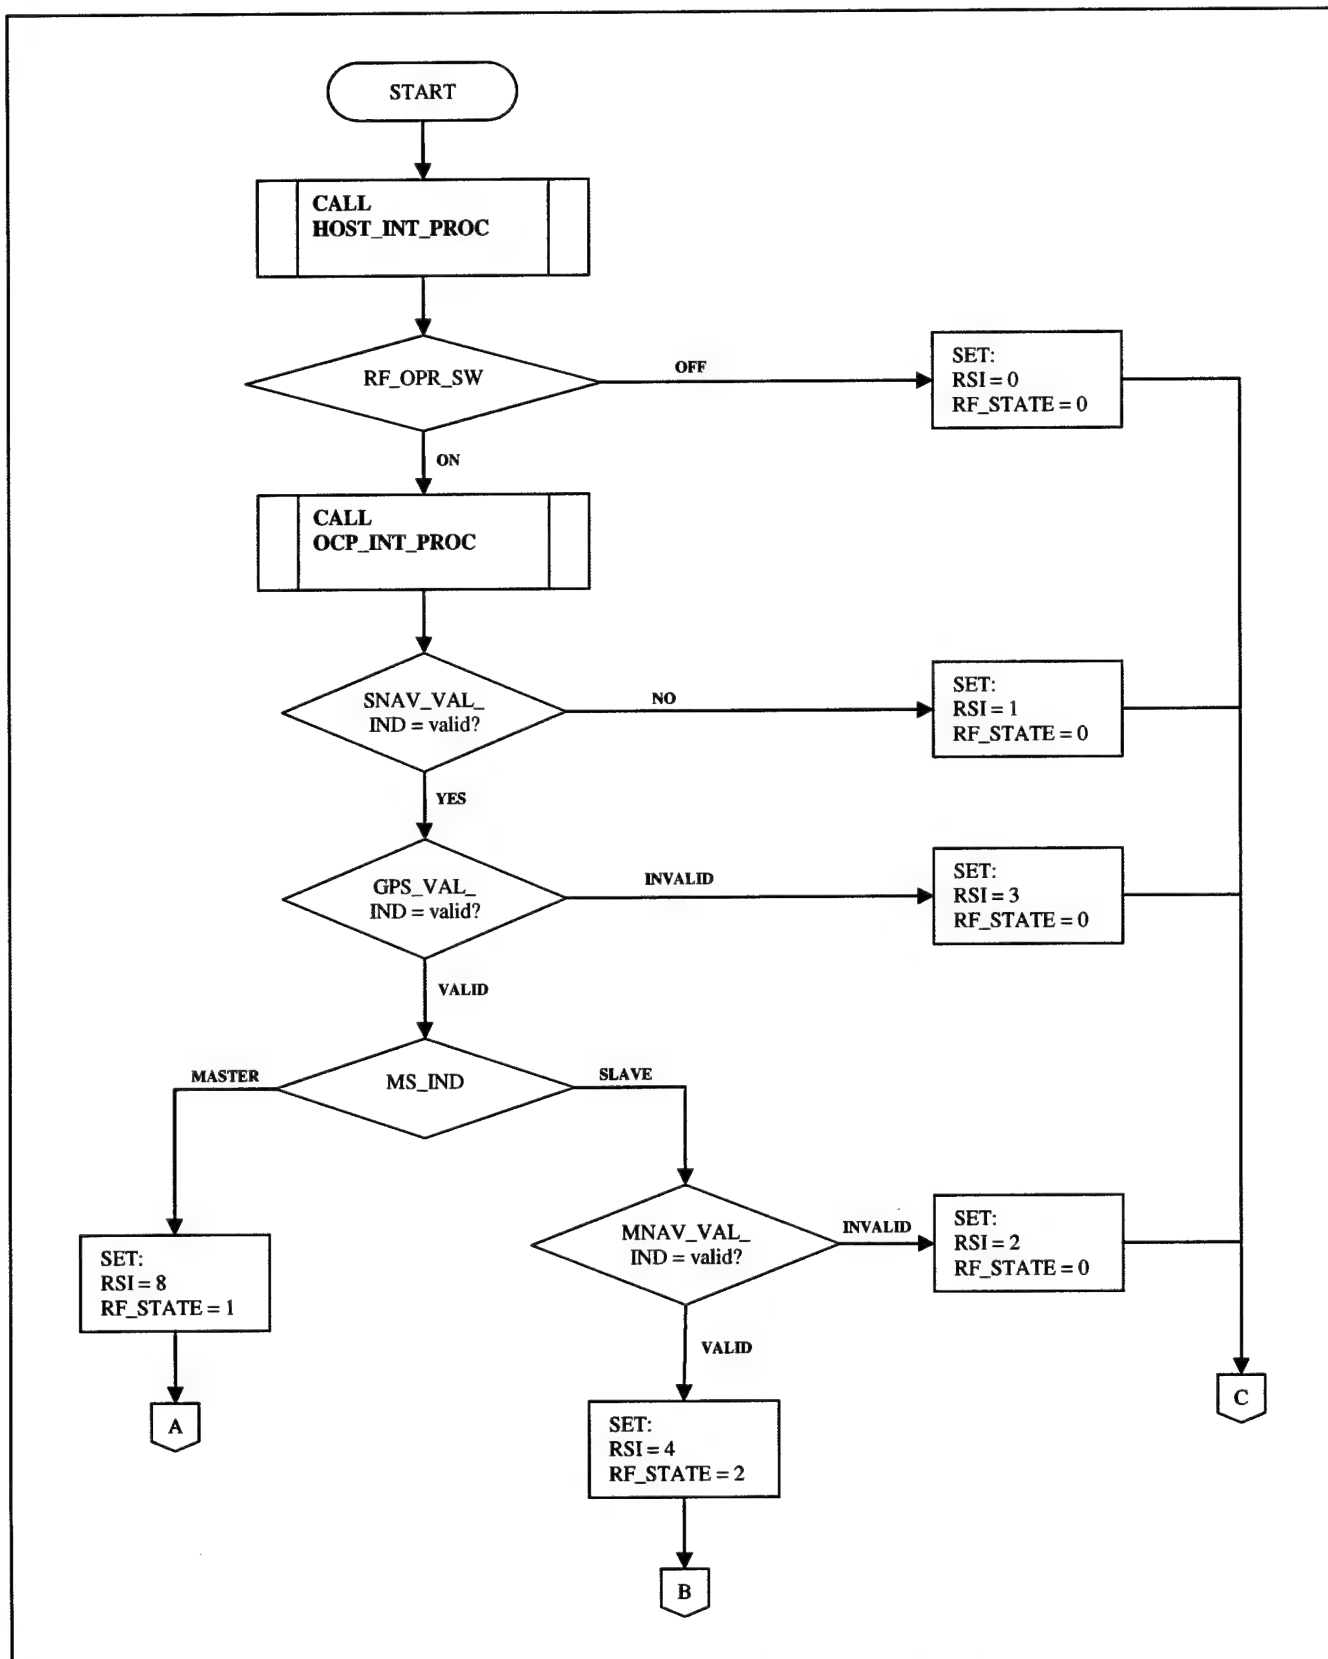 START
CALL
HOST_INT_PROC
RF_OPR_SW
OFF
SET:
RSI = 0
RF_STATE = 0
ON
CALL
OCP_INT_PROC
SNAV_VAL_
IND = valid?
NO
SET:
RSI = 1
RF_STATE = 0
YES
GPS_VAL_
IND = valid?
INVALID
SET:
RSI = 3
RF_STATE = 0
VALID
MASTER
MS_IND
SLAVE
MNAV_VAL_
IND = valid?
INVALID
SET:
RSI = 2
RF_STATE = 0
SET:
RSI = 8
RF_STATE = 1
VALID
A
C
SET:
RSI = 4
RF_STATE = 2
B